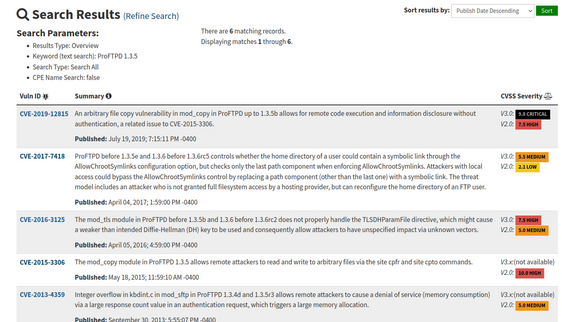 Search Results (Refine Search)
Sort results by: Publish Date Descending Sort
Search Parameters:
There are 6 matching records.
Displaying matches 1 through 6.
Results Type: Overview
Keyword (text search): ProFTPD 1.3.5
Search Type: Search All
CPE Name Search: false
Vuln ID Summary CVSS Severity
CVE-2019-12815 An arbitrary file copy vulnerability in mod_copy in ProFTPD up to 1.3.5b allows for remote code execution and information disclosure without V3.0: 9.8 CRITICAL
authentication, a related issue to CVE-2015-3306. V2.0: 7.5 HIGH
Published: July 19, 2019; 7:15:11 PM -0400
CVE-2017-7418 ProFTPD before 1.3.5e and 1.3.6 before 1.3.6rc5 controls whether the home directory of a user could contain a symbolic link through the V3.0: 5.5 MEDIUM
AllowChrootSymlinks configuration option, but checks only the last path component when enforcing AllowChrootSymlinks. Attackers with local V2.0: 2.1 LOW
access could bypass the AllowChrootSymlinks control by replacing a path component (other than the last one) with a symbolic link. The threat
model includes an attacker who is not granted full filesystem access by a hosting provider, but can reconfigure the home directory of an FTP user.
Published: April 04, 2017; 1:59:00 PM -0400
CVE-2016-3125 The mod_tls module in ProFTPD before 1.3.5b and 1.3.6 before 1.3.6rc2 does not properly handle the TLSDHParamFile directive, which might cause V3.0: 7.5 HIGH
a weaker than intended Diffie-Hellman (DH) key to be used and consequently allow attackers to have unspecified impact via unknown vectors. V2.0: 5.0 MEDIUM
Published: April 05, 2016; 4:59:00 PM -0400
CVE-2015-3306 The mod_copy module in ProFTPD 1.3.5 allows remote attackers to read and write to arbitrary files via the site cpfr and site cpto commands. V3.x:(not available)
Published: May 18, 2015; 11:59:10 AM -0400 V2.0: 10.0 HIGH
CVE-2013-4359 Integer overflow in kbdint.c in mod_sftp in ProFTPD 1.3.4d and 1.3.5r3 allows remote attackers to cause a denial of service (memory consumption) V3.x:(not available)
via a large response count value in an authentication request, which triggers a large memory allocation. V2.0: 5.0 MEDIUM
Published: September 30, 2013; 5:55:07 PM -0400